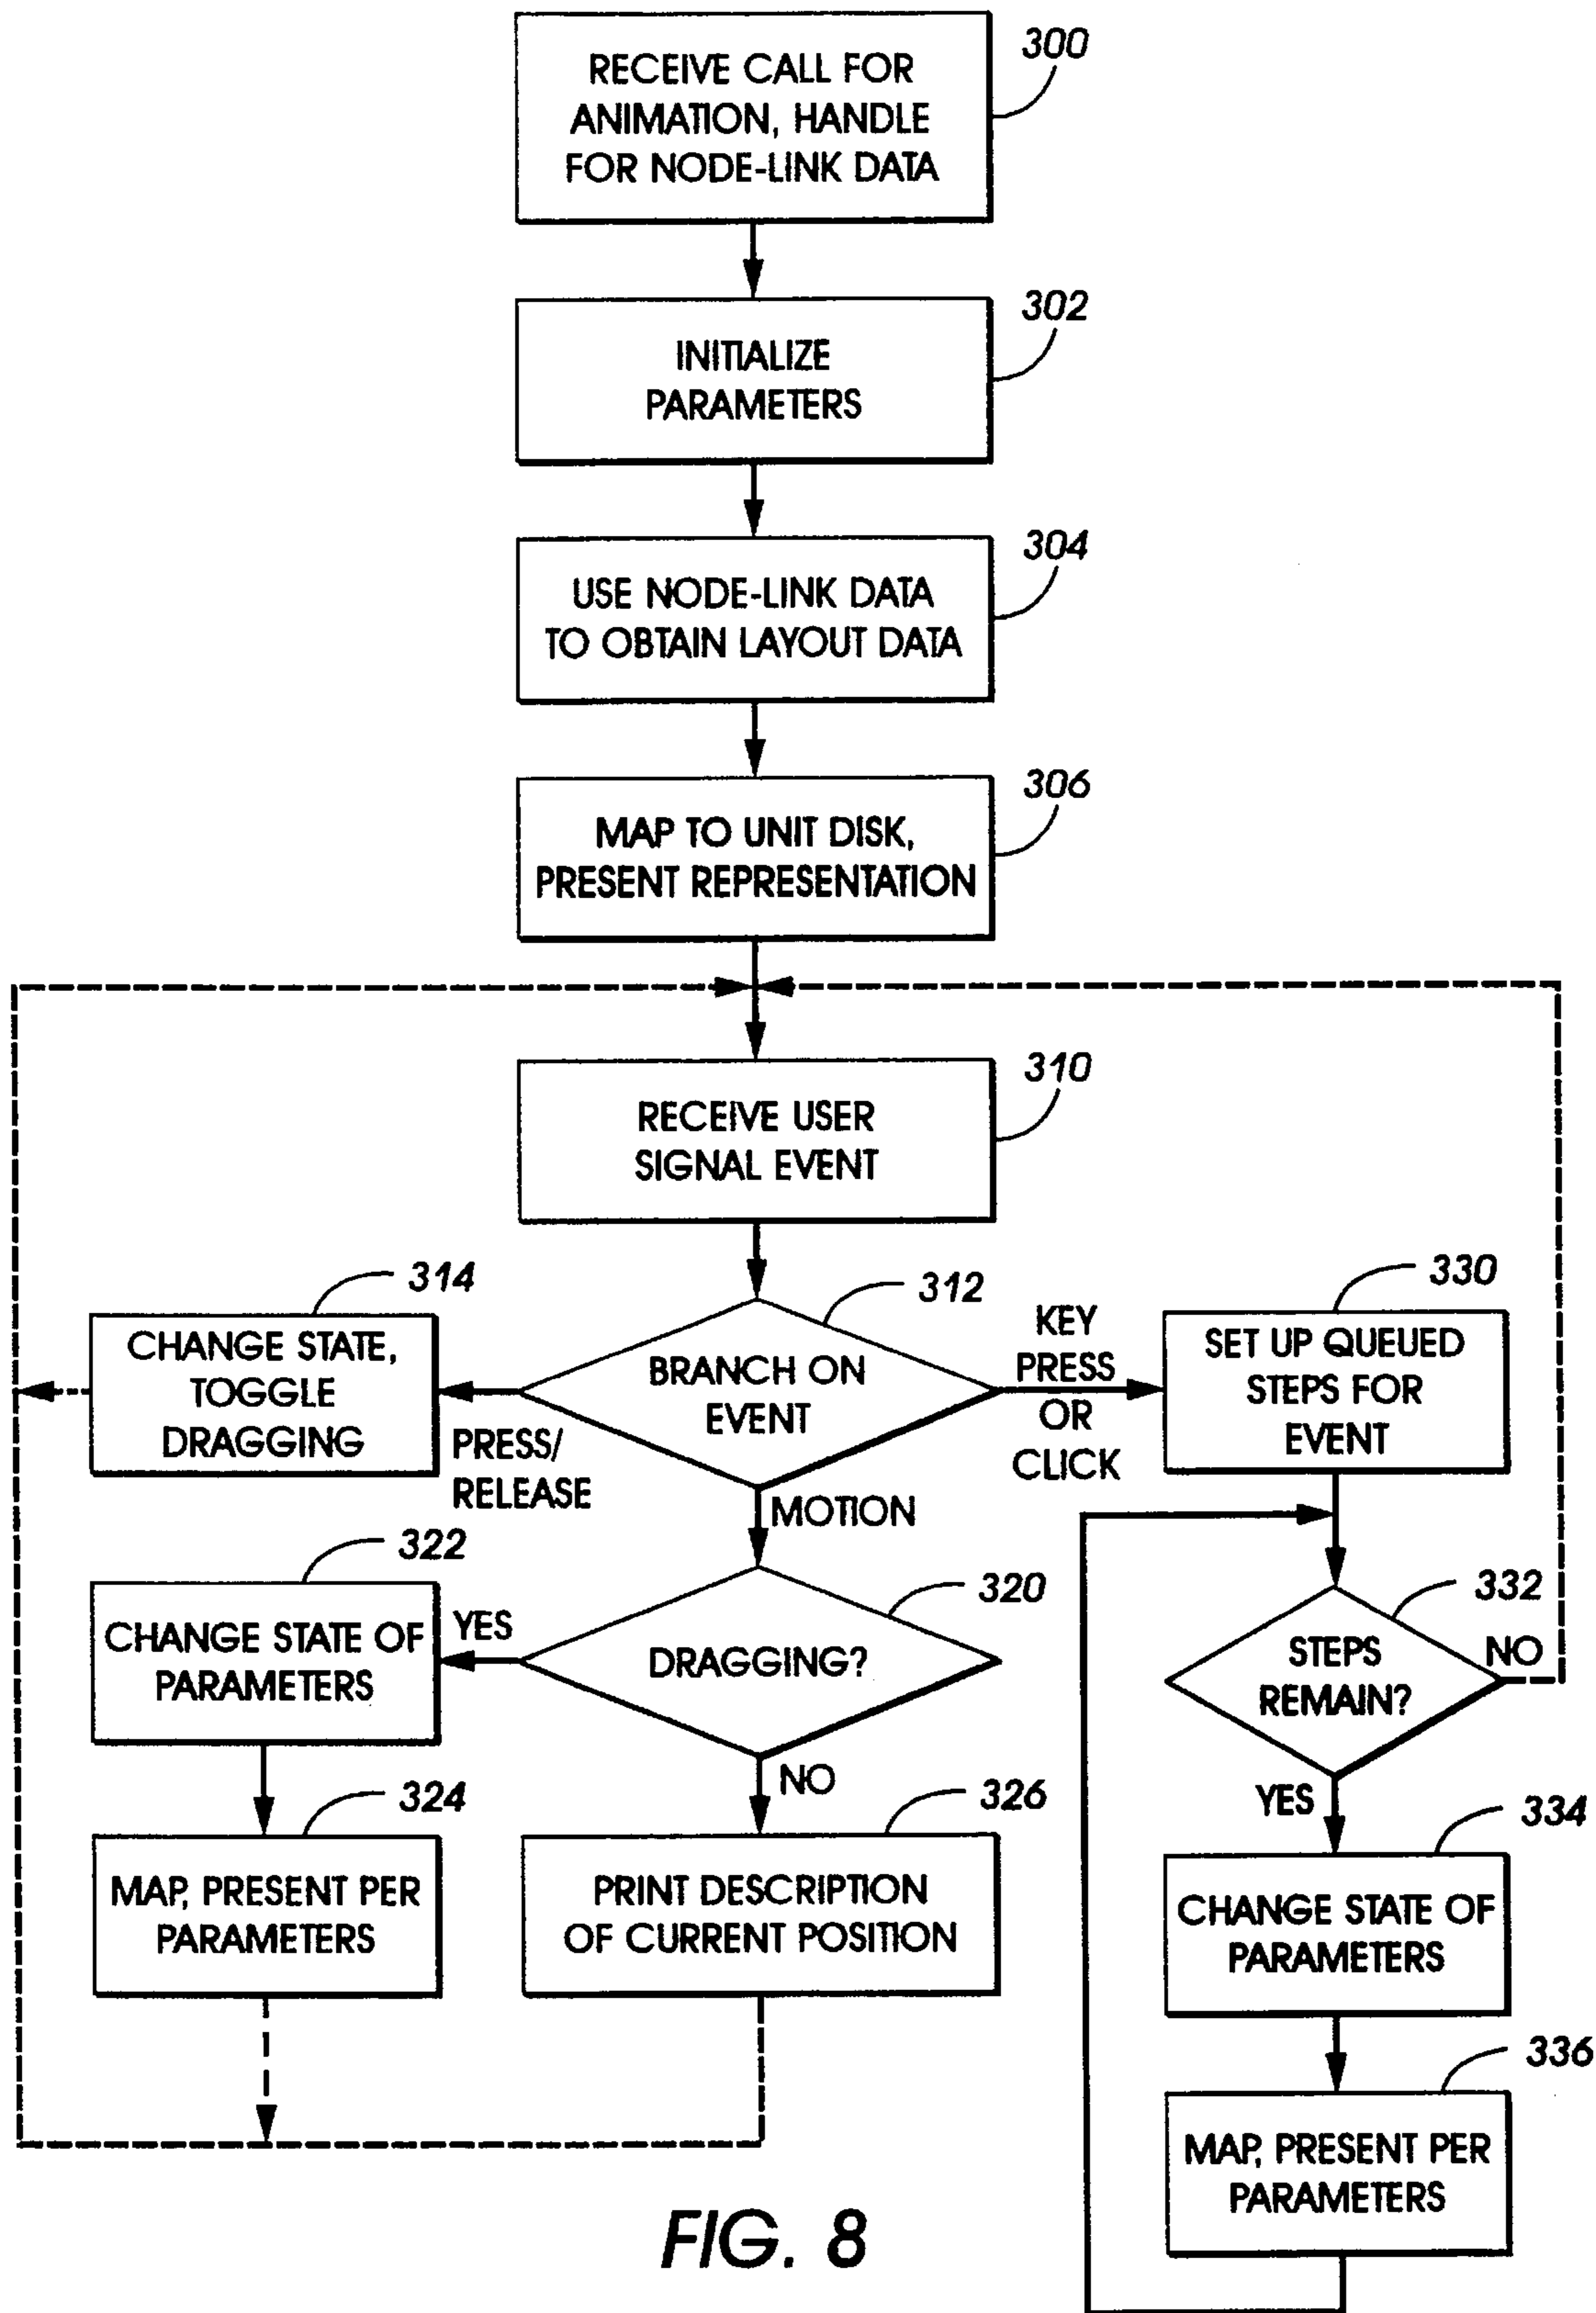 RECEIVE CALL FOR
ANIMATION, HANDLE
FOR NODE-LINK DATA
300
INITIALIZE
PARAMETERS
302
USE NODE-LINK DATA
TO OBTAIN LAYOUT DATA
304
MAP TO UNIT DISK,
PRESENT REPRESENTATION
306
RECEIVE USER
SIGNAL EVENT
310
BRANCH ON
EVENT
312
CHANGE STATE,
TOGGLE
DRAGGING
314
PRESS/
RELEASE
MOTION
KEY
PRESS
OR
CLICK
SET UP QUEUED
STEPS FOR
EVENT
330
DRAGGING?
320
YES
NO
CHANGE STATE OF
PARAMETERS
322
MAP, PRESENT PER
PARAMETERS
324
PRINT DESCRIPTION
OF CURRENT POSITION
326
STEPS
REMAIN?
332
NO
YES
CHANGE STATE OF
PARAMETERS
334
MAP, PRESENT PER
PARAMETERS
336
FIG. 8